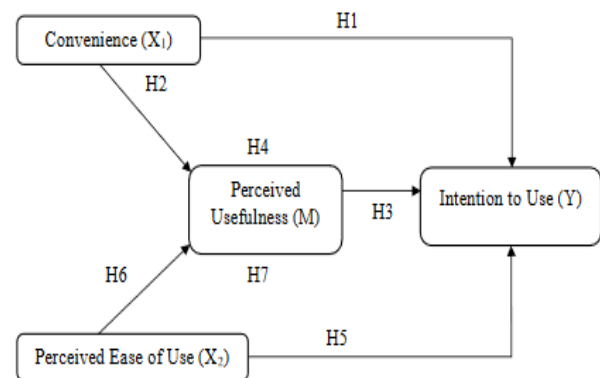 H1
Convenience (X₁)
H2
H4
Perceived
Usefulness (M)
H3
Intention to Use (Y)
H6
H7
H5
Perceived Ease of Use (X₂)